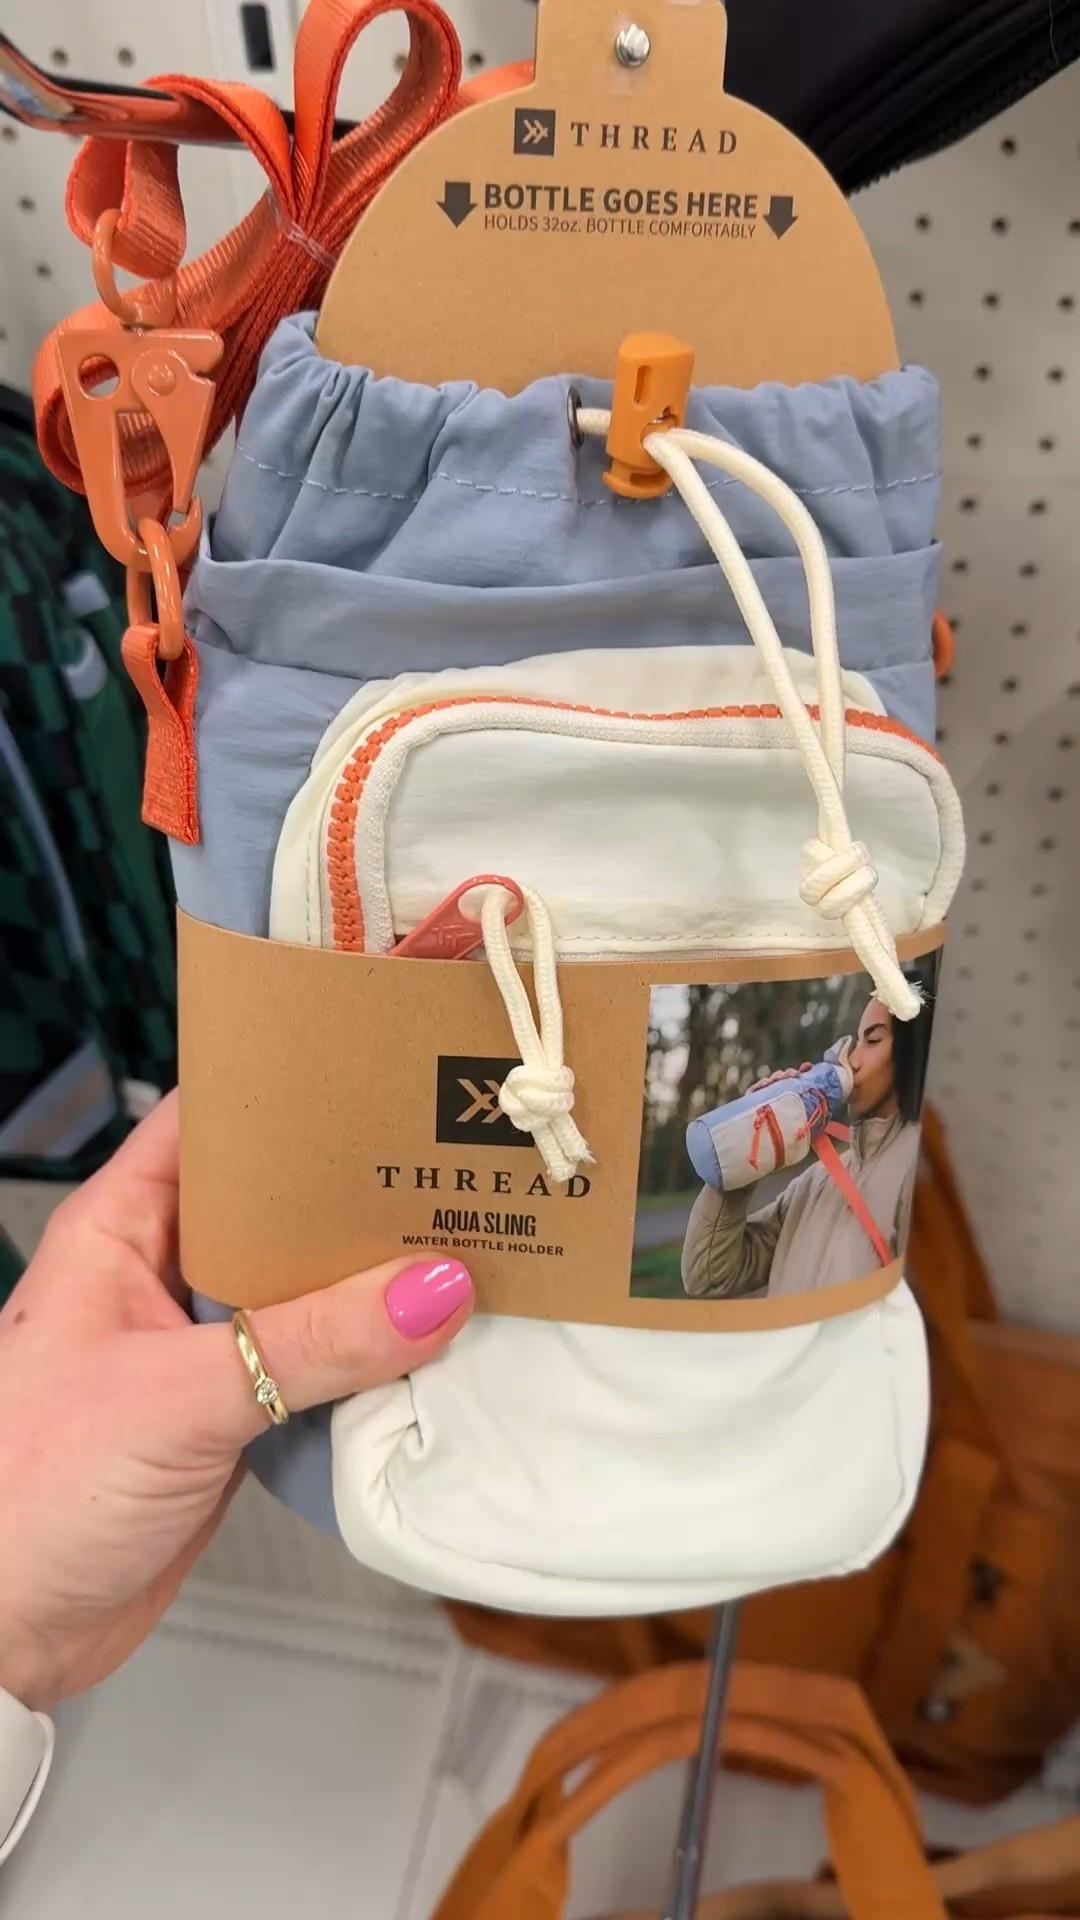 THREAD
BOTTLE GOES HERE
HOLDS 32oz. BOTTLE COMFORTABLY
THREAD
AQUA SLING
WATER BOTTLE HOLDER